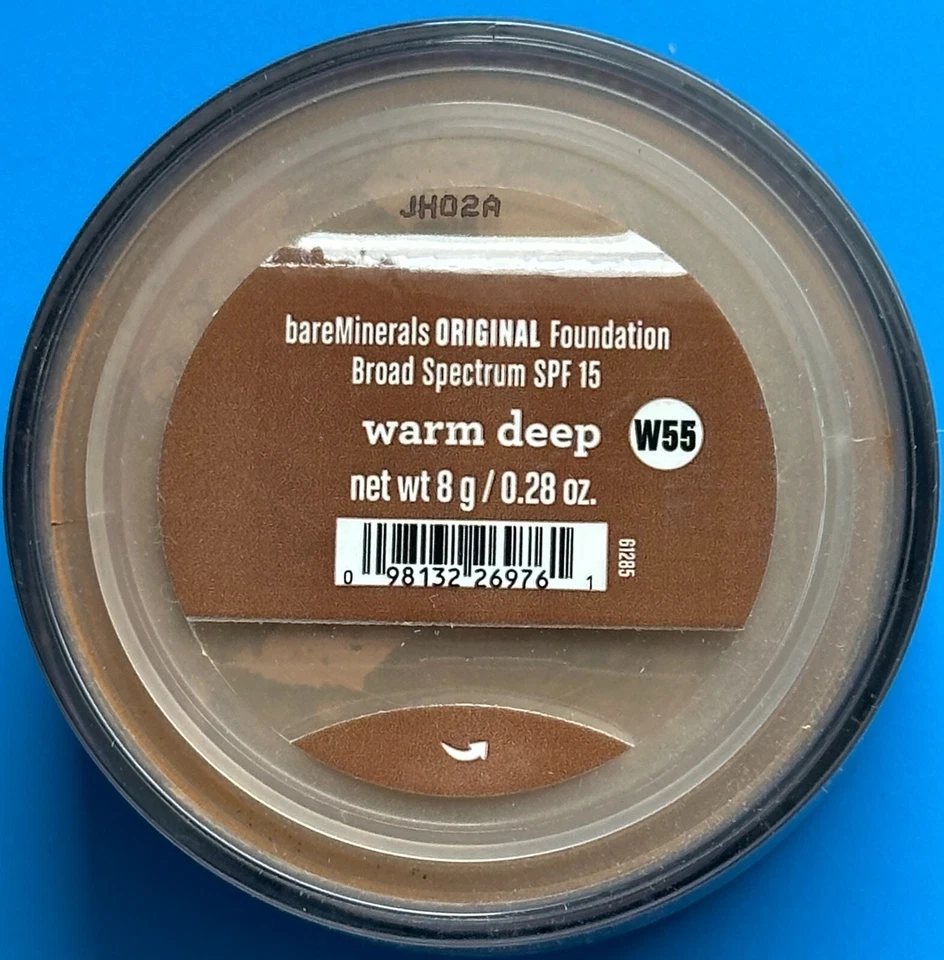 JH02A
bareMinerals ORIGINAL Foundation
Broad Spectrum SPF 15
warm deep W55
net wt 8 g / 0.28 oz.
0 98132 26976 1
61285